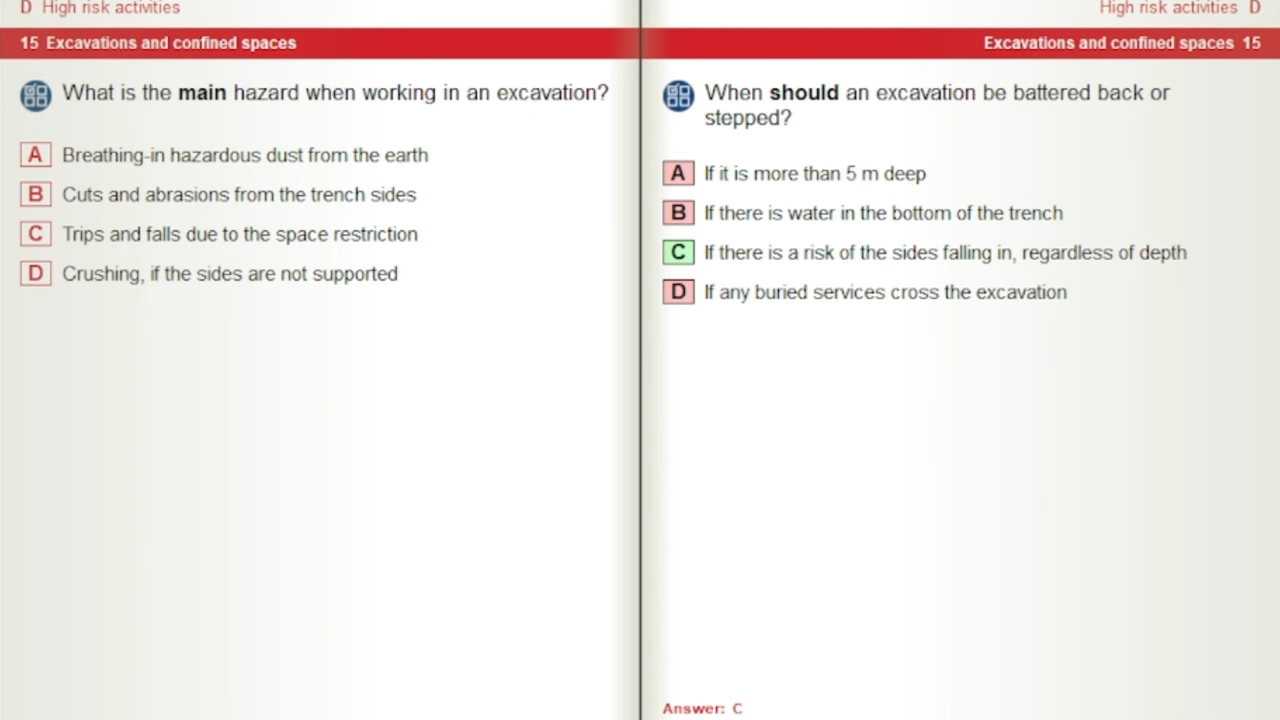 D High risk activities
15 Excavations and confined spaces
What is the main hazard when working in an excavation?
A Breathing-in hazardous dust from the earth
B Cuts and abrasions from the trench sides
C Trips and falls due to the space restriction
D Crushing, if the sides are not supported
High risk activities D
Excavations and confined spaces 15
When should an excavation be battered back or
stepped?
A If it is more than 5 m deep
B If there is water in the bottom of the trench
C If there is a risk of the sides falling in, regardless of depth
D If any buried services cross the excavation
Answer: C